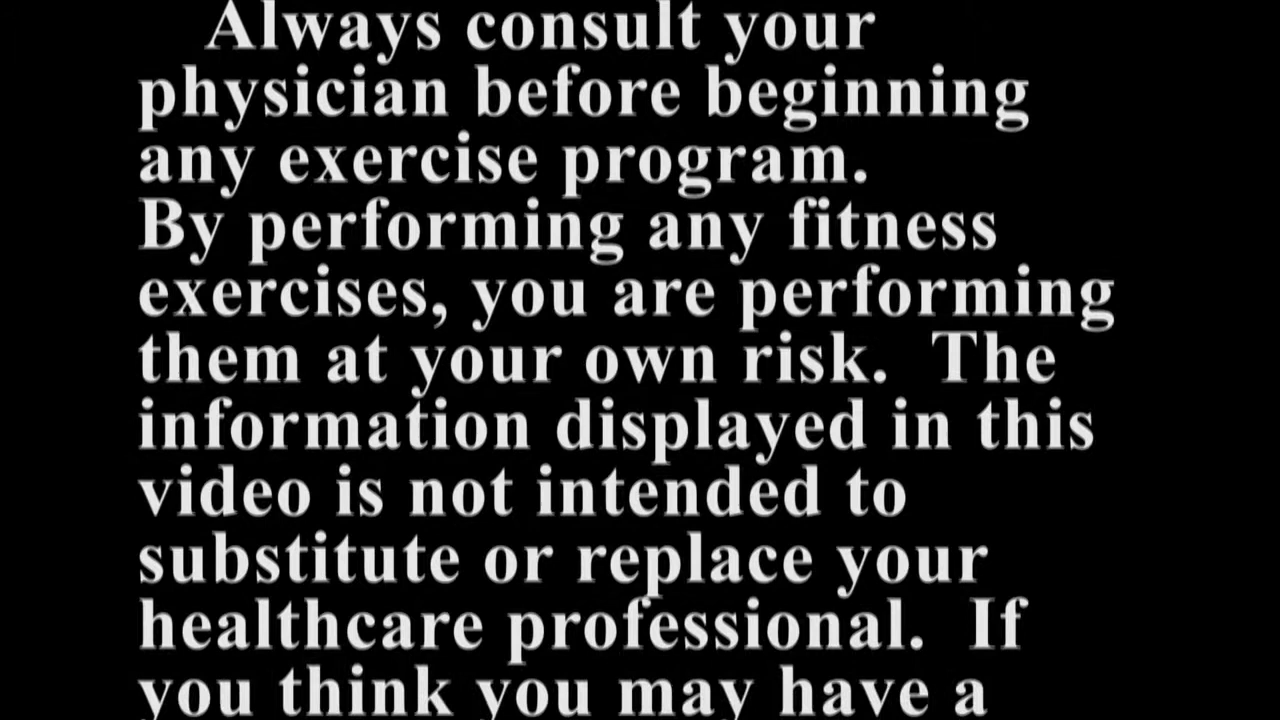 Always consult your
physician before beginning
any exercise program.
By performing any fitness
exercises, you are performing
them at your own risk.  The
information displayed in this
video is not intended to
substitute or replace your
healthcare professional.  If
you think you may have a